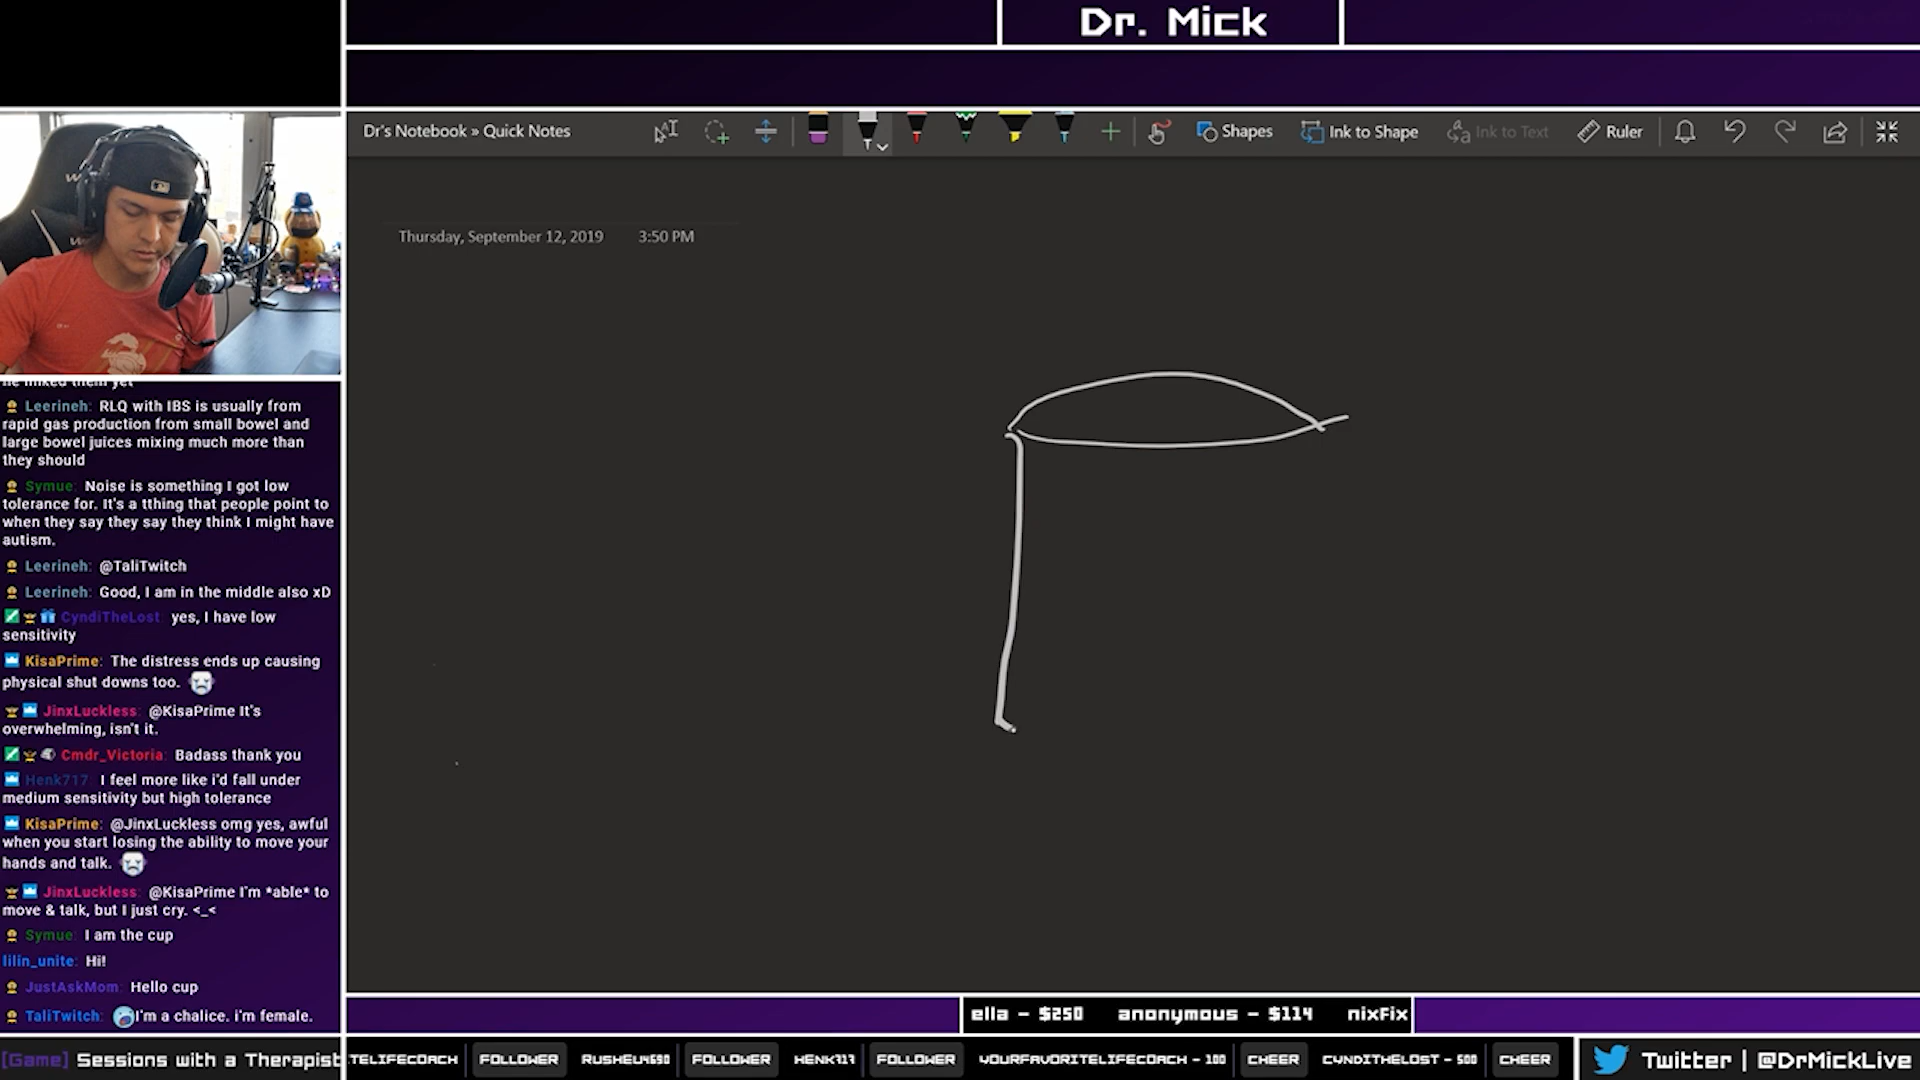 Dr. Mick
Dr's Notebook » Quick Notes
Shapes
Ink to Shape
Ink to Text
Ruler
Thursday, September 12, 2019 3:50 PM
Leerineh: RLQ with IBS is usually from
rapid gas production from small bowel and
large bowel juices mixing much more than
they should
Symue: Noise is something I got low
tolerance for. It's a tthing that people point to
when they say they say they think I might have
autism.
Leerineh: @TaliTwitch
Leerineh: Good, I am in the middle also xD
CyndiTheLost: yes, I have low
sensitivity
KisaPrime: The distress ends up causing
physical shut downs too.
JinxLuckless: @KisaPrime It's
overwhelming, isn't it.
Cmdr_Victoria: Badass thank you
Henk717: I feel more like i'd fall under
medium sensitivity but high tolerance
KisaPrime: @JinxLuckless omg yes, awful
when you start losing the ability to move your
hands and talk.
JinxLuckless: @KisaPrime I'm *able* to
move & talk, but I just cry. <_<
Symue: I am the cup
lilin_unite: Hi!
JustAskMom: Hello cup
TaliTwitch: I'm a chalice. i'm female.
ella - $250 anonymous - $114 nixFix
[Game] Sessions with a Therapist
TELIFECOACH FOLLOWER RUSHEU4690 FOLLOWER HENK717 FOLLOWER YOURFAVORITELIFECOACH - 100 CHEER CYNDITHELOST - 500 CHEER
Twitter | @DrMickLive